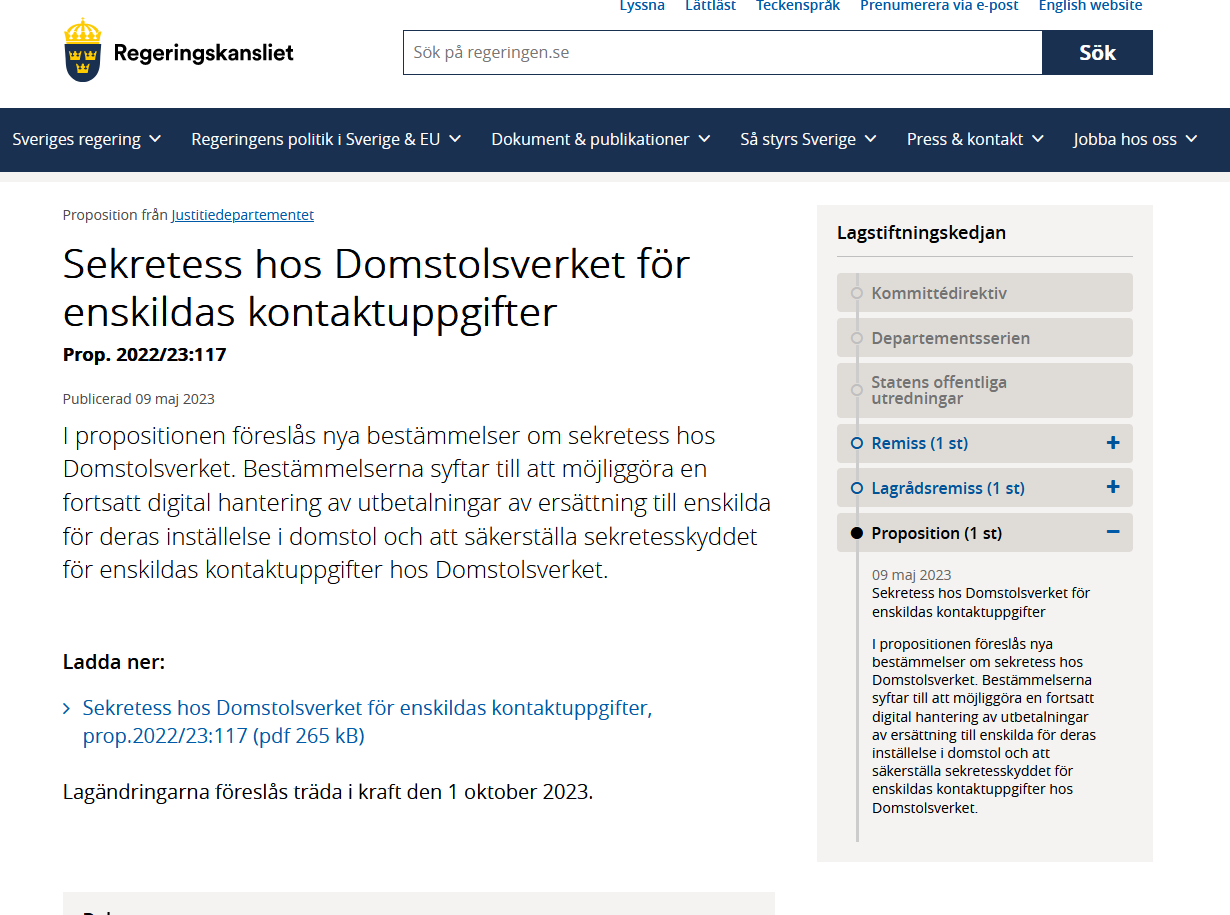 Lyssna Lättläst Teckenspråk Prenumerera via e-post English website
Regeringskansliet
Sök på regeringen.se
Sök
Sveriges regering Regeringens politik i Sverige & EU Dokument & publikationer Så styrs Sverige Press & kontakt Jobba hos oss
Proposition från Justitiedepartementet
Sekretess hos Domstolsverket för
enskildas kontaktuppgifter
Prop. 2022/23:117
Publicerad 09 maj 2023
I propositionen föreslås nya bestämmelser om sekretess hos
Domstolsverket. Bestämmelserna syftar till att möjliggöra en
fortsatt digital hantering av utbetalningar av ersättning till enskilda
för deras inställelse i domstol och att säkerställa sekretesskyddet
för enskildas kontaktuppgifter hos Domstolsverket.
Ladda ner:
Sekretess hos Domstolsverket för enskildas kontaktuppgifter,
prop.2022/23:117 (pdf 265 kB)
Lagändringarna föreslås träda i kraft den 1 oktober 2023.
Lagstiftningskedjan
Kommittédirektiv
Departementsserien
Statens offentliga
utredningar
Remiss (1 st)
Lagrådsremiss (1 st)
Proposition (1 st)
09 maj 2023
Sekretess hos Domstolsverket för
enskildas kontaktuppgifter
I propositionen föreslås nya
bestämmelser om sekretess hos
Domstolsverket. Bestämmelserna
syftar till att möjliggöra en fortsatt
digital hantering av utbetalningar
av ersättning till enskilda för deras
inställelse i domstol och att
säkerställa sekretesskyddet för
enskildas kontaktuppgifter hos
Domstolsverket.